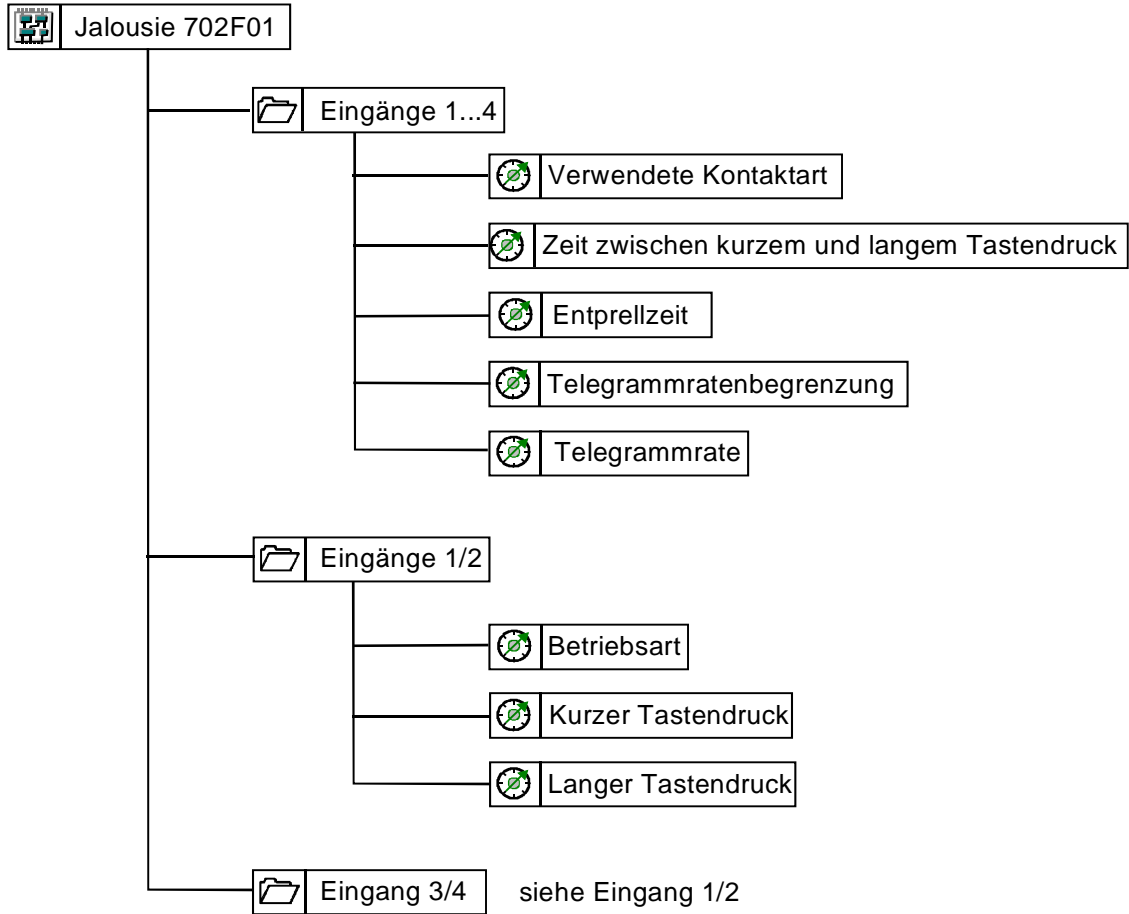 Jalousie 702F01
Eingänge 1...4
Verwendete Kontaktart
Zeit zwischen kurzem und langem Tastendruck
Entprellzeit
Telegrammratenbegrenzung
Telegrammrate
Eingänge 1/2
Betriebsart
Kurzer Tastendruck
Langer Tastendruck
Eingang 3/4 siehe Eingang 1/2